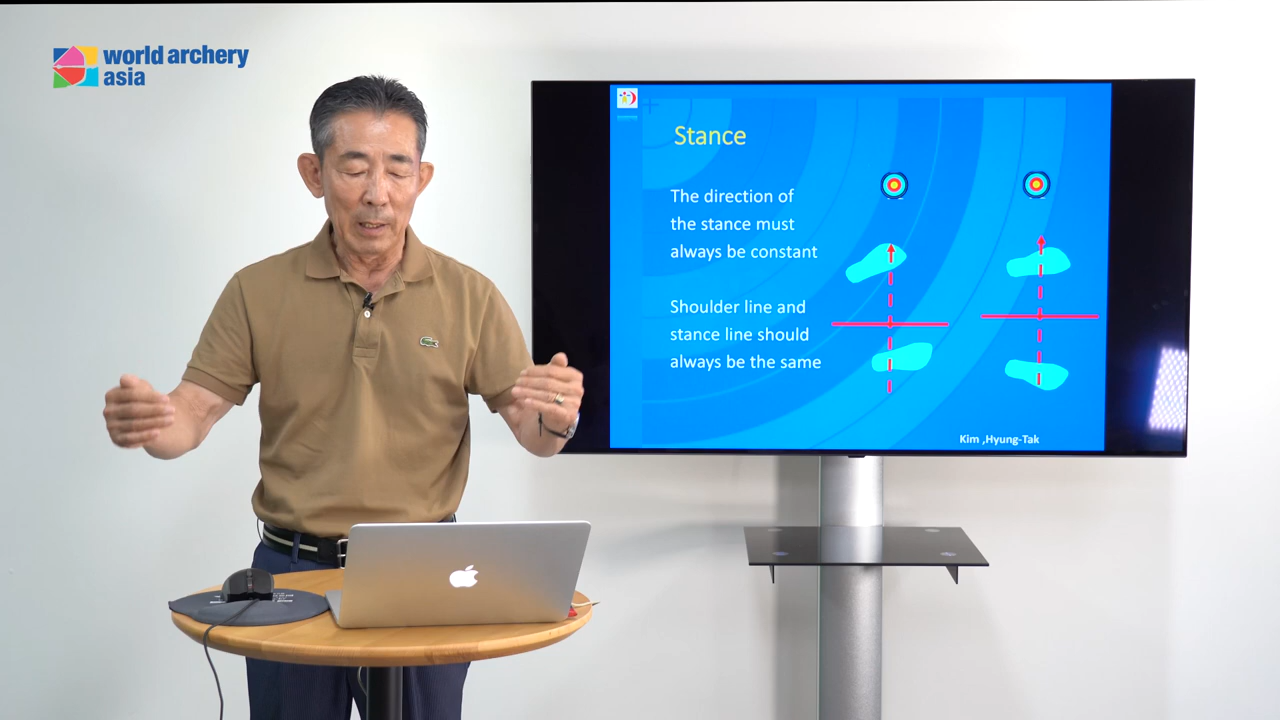 world archery
asia
Stance
The direction of
the stance must
always be constant
Shoulder line and
stance line should
always be the same
Kim ,Hyung-Tak